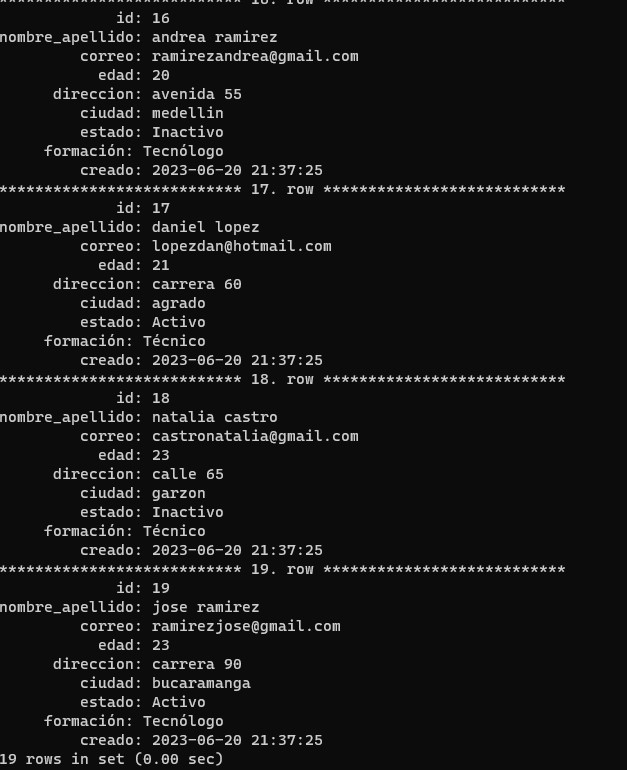 *************************** 16. row ***************************
id: 16
nombre_apellido: andrea ramirez
correo: ramirezandrea@gmail.com
edad: 20
direccion: avenida 55
ciudad: medellin
estado: Inactivo
formación: Tecnólogo
creado: 2023-06-20 21:37:25
*************************** 17. row ***************************
id: 17
nombre_apellido: daniel lopez
correo: lopezdan@hotmail.com
edad: 21
direccion: carrera 60
ciudad: agrado
estado: Activo
formación: Técnico
creado: 2023-06-20 21:37:25
*************************** 18. row ***************************
id: 18
nombre_apellido: natalia castro
correo: castronatalia@gmail.com
edad: 23
direccion: calle 65
ciudad: garzon
estado: Inactivo
formación: Técnico
creado: 2023-06-20 21:37:25
*************************** 19. row ***************************
id: 19
nombre_apellido: jose ramirez
correo: ramirezjose@gmail.com
edad: 23
direccion: carrera 90
ciudad: bucaramanga
estado: Activo
formación: Tecnólogo
creado: 2023-06-20 21:37:25
19 rows in set (0.00 sec)